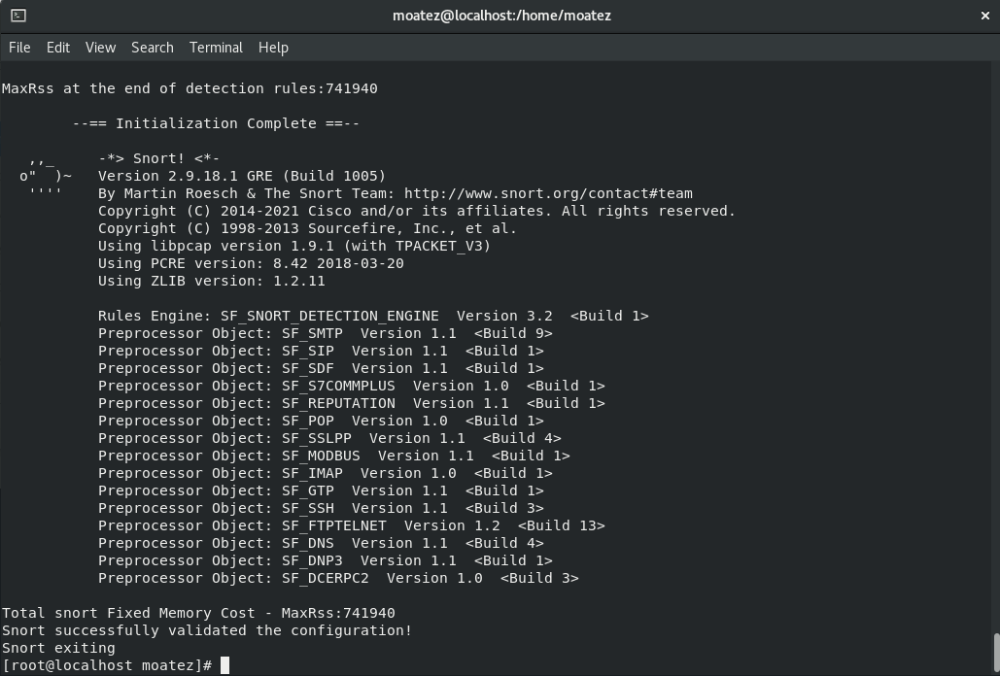 moatez@localhost:/home/moatez
File Edit View Search Terminal Help
MaxRss at the end of detection rules:741940
--== Initialization Complete ==--
,,_ -*> Snort! <*-
o" )~ Version 2.9.18.1 GRE (Build 1005)
'''' By Martin Roesch & The Snort Team: http://www.snort.org/contact#team
Copyright (C) 2014-2021 Cisco and/or its affiliates. All rights reserved.
Copyright (C) 1998-2013 Sourcefire, Inc., et al.
Using libpcap version 1.9.1 (with TPACKET_V3)
Using PCRE version: 8.42 2018-03-20
Using ZLIB version: 1.2.11
Rules Engine: SF_SNORT_DETECTION_ENGINE Version 3.2 <Build 1>
Preprocessor Object: SF_SMTP Version 1.1 <Build 9>
Preprocessor Object: SF_SIP Version 1.1 <Build 1>
Preprocessor Object: SF_SDF Version 1.1 <Build 1>
Preprocessor Object: SF_S7COMMPLUS Version 1.0 <Build 1>
Preprocessor Object: SF_REPUTATION Version 1.1 <Build 1>
Preprocessor Object: SF_POP Version 1.0 <Build 1>
Preprocessor Object: SF_SSLPP Version 1.1 <Build 4>
Preprocessor Object: SF_MODBUS Version 1.1 <Build 1>
Preprocessor Object: SF_IMAP Version 1.0 <Build 1>
Preprocessor Object: SF_GTP Version 1.1 <Build 1>
Preprocessor Object: SF_SSH Version 1.1 <Build 3>
Preprocessor Object: SF_FTPTELNET Version 1.2 <Build 13>
Preprocessor Object: SF_DNS Version 1.1 <Build 4>
Preprocessor Object: SF_DNP3 Version 1.1 <Build 1>
Preprocessor Object: SF_DCERPC2 Version 1.0 <Build 3>
Total snort Fixed Memory Cost - MaxRss:741940
Snort successfully validated the configuration!
Snort exiting
[root@localhost moatez]#